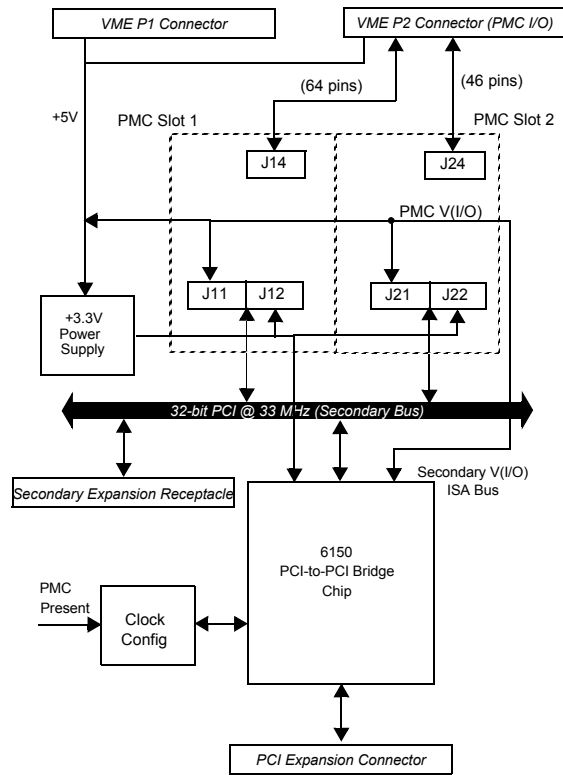 VME P1 Connector
VME P2 Connector (PMC I/O)
(64 pins)
(46 pins)
+5V
PMC Slot 1
PMC Slot 2
J14
J24
PMC V(I/O)
J11
J12
J21
J22
+3.3V
Power
Supply
32-bit PCI @ 33 MHz (Secondary Bus)
Secondary Expansion Receptacle
Secondary V(I/O)
ISA Bus
6150
PCI-to-PCI Bridge
Chip
PMC
Present
Clock
Config
PCI Expansion Connector